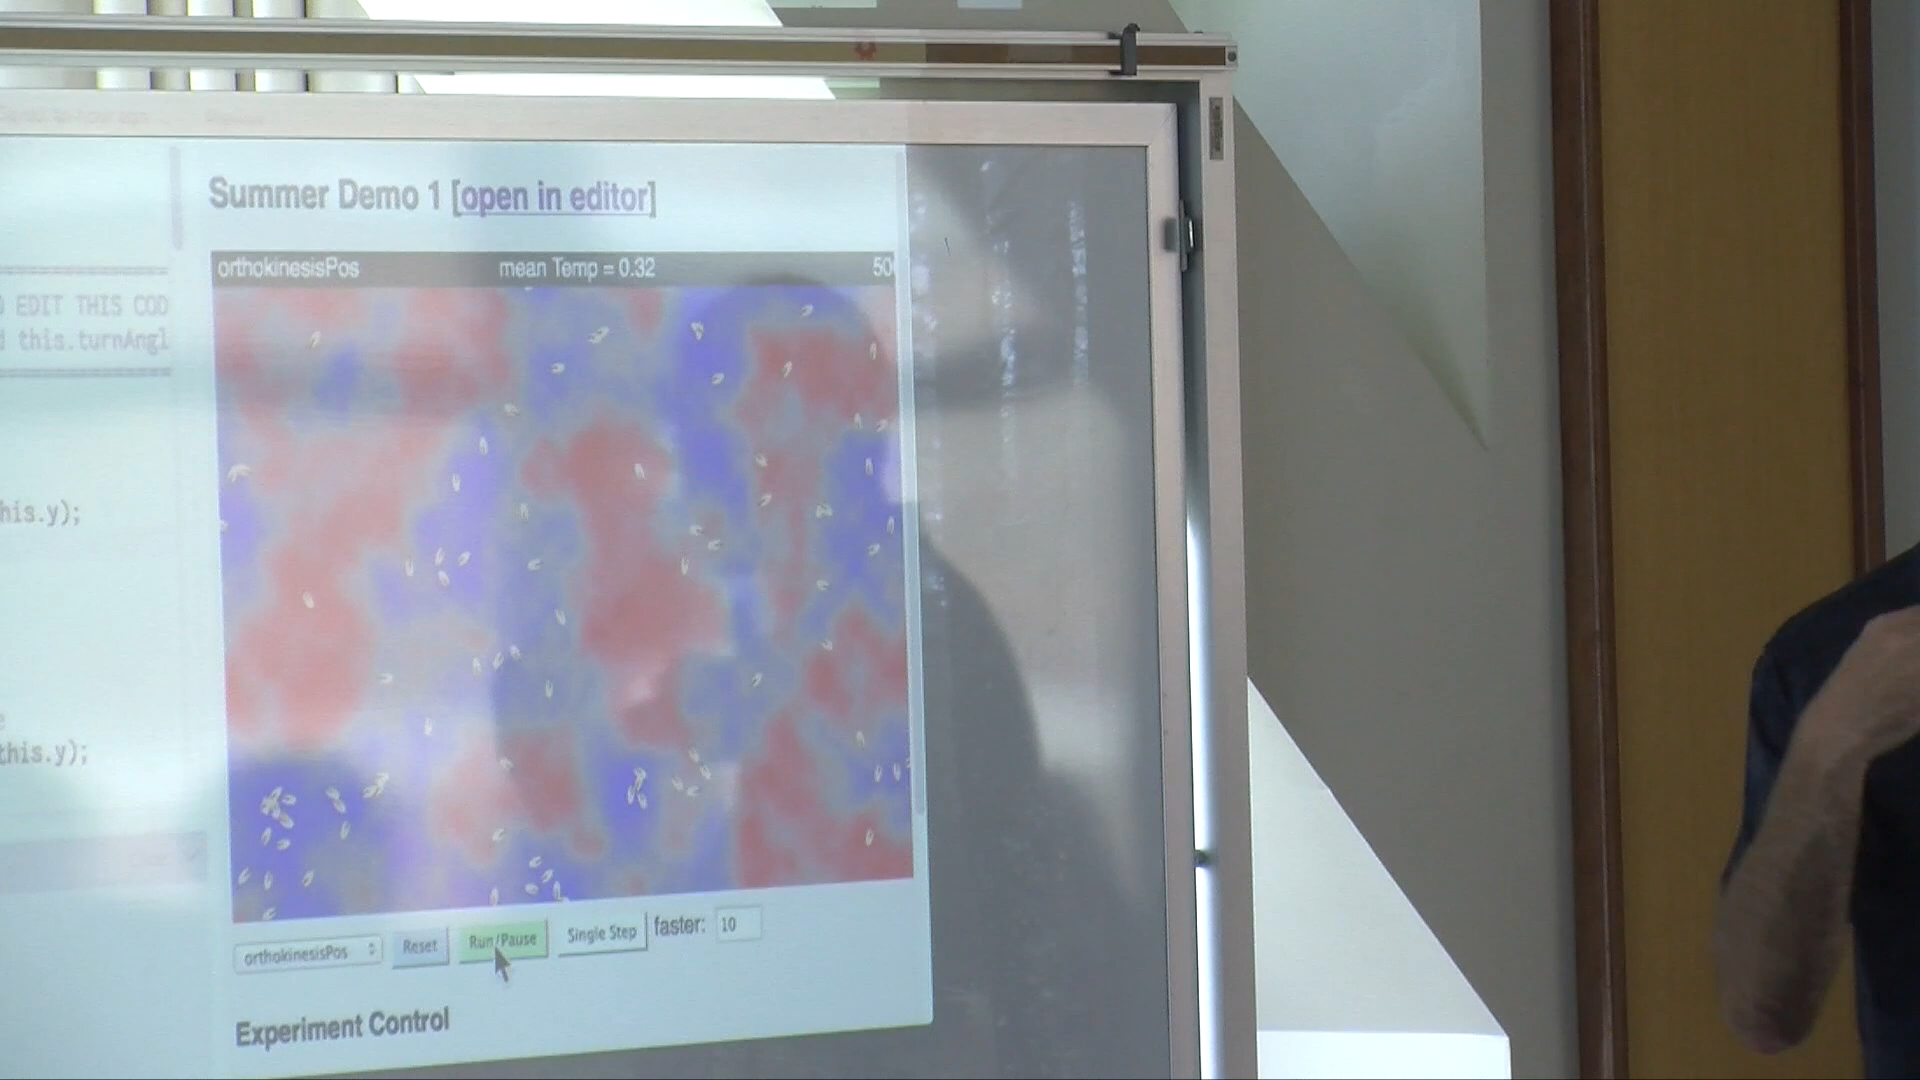 Summer Demo 1 [open in editor]
orthokinesisPos mean Temp = 0.32 50
EDIT THIS COD
this.turnAngl
his.y);
this.y);
orthokinesisPos Reset Run/Pause Single Step faster: 10
Experiment Control